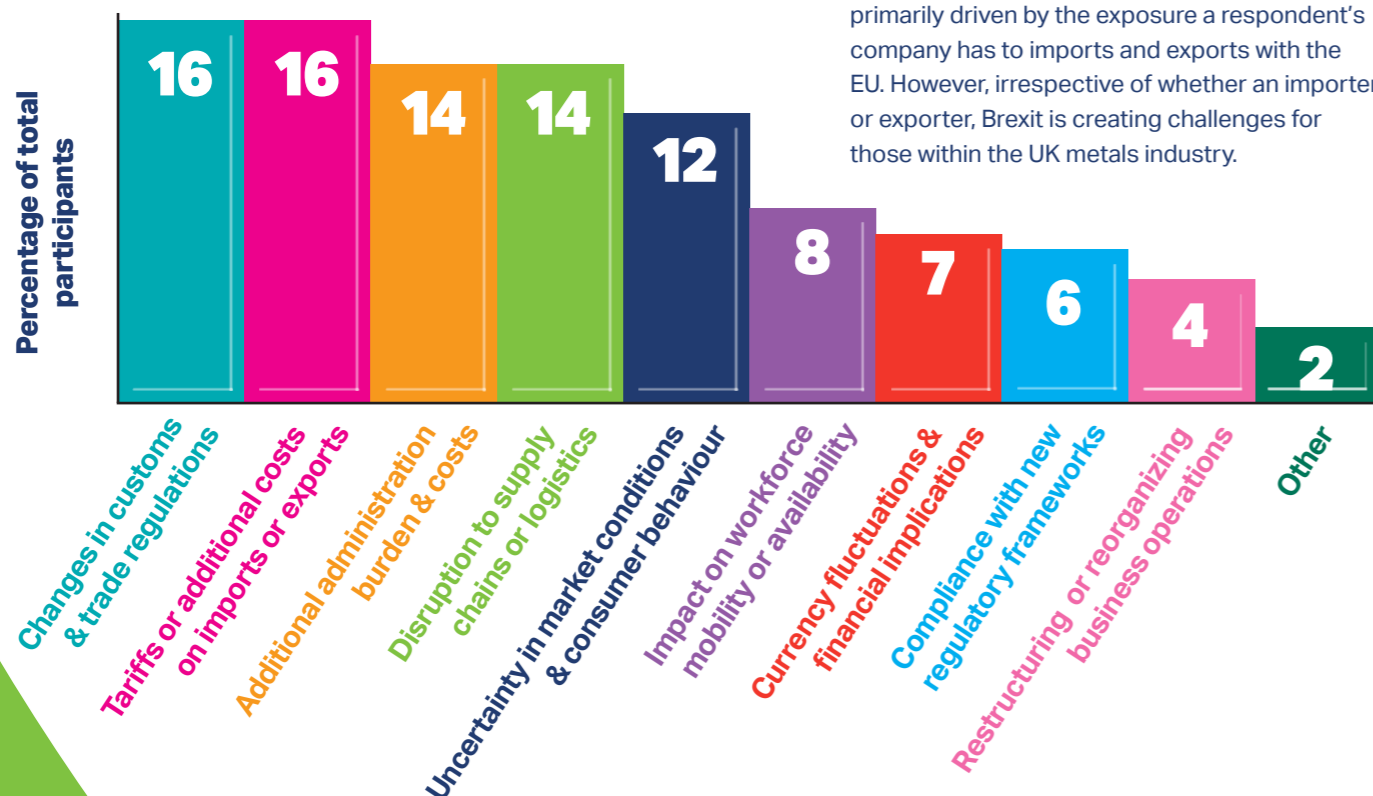 primarily driven by the exposure a respondent's
company has to imports and exports with the
EU. However, irrespective of whether an importer
or exporter, Brexit is creating challenges for
those within the UK metals industry.
Percentage of total
participants
16
16
14
14
12
8
7
6
4
2
Changes in customs
& trade regulations
Tariffs or additional costs
on imports or exports
Additional administration
burden & costs
Disruption to supply
chains or logistics
Uncertainty in market conditions
& consumer behaviour
Impact on workforce
mobility or availability
Currency fluctuations &
financial implications
Compliance with new
regulatory frameworks
Restructuring or reorganizing
business operations
Other